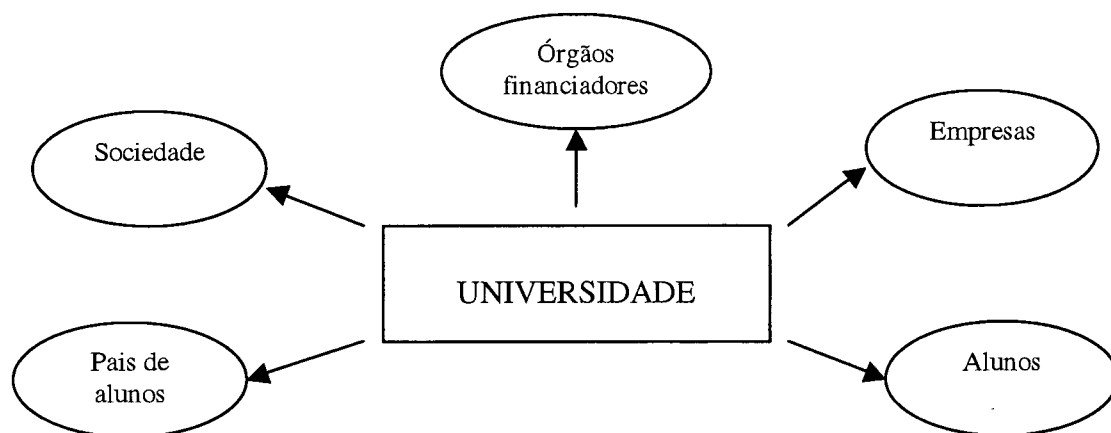 Órgãos
financiadores
Sociedade
Empresas
UNIVERSIDADE
Pais de
alunos
Alunos